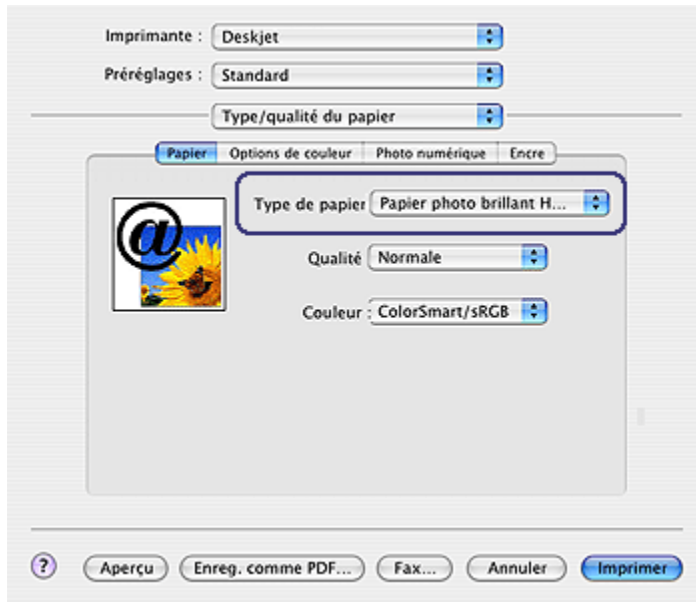 Imprimante : Deskjet
Préréglages : Standard
Type/qualité du papier
Papier Options de couleur Photo numérique Encre
@
Type de papier Papier photo brillant H...
Qualité Normale
Couleur : ColorSmart/sRGB
? Aperçu Enreg. comme PDF... Fax... Annuler Imprimer